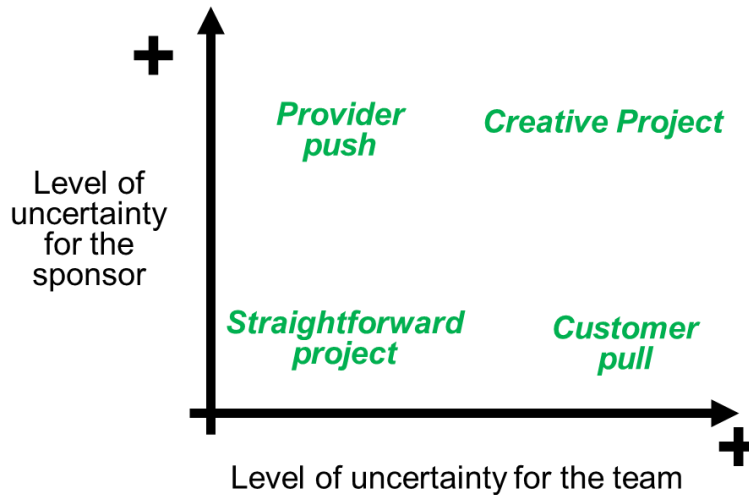 +
Provider
push
Creative Project
Level of
uncertainty
for the
sponsor
Straightforward
project
Customer
pull
+
Level of uncertainty for the team